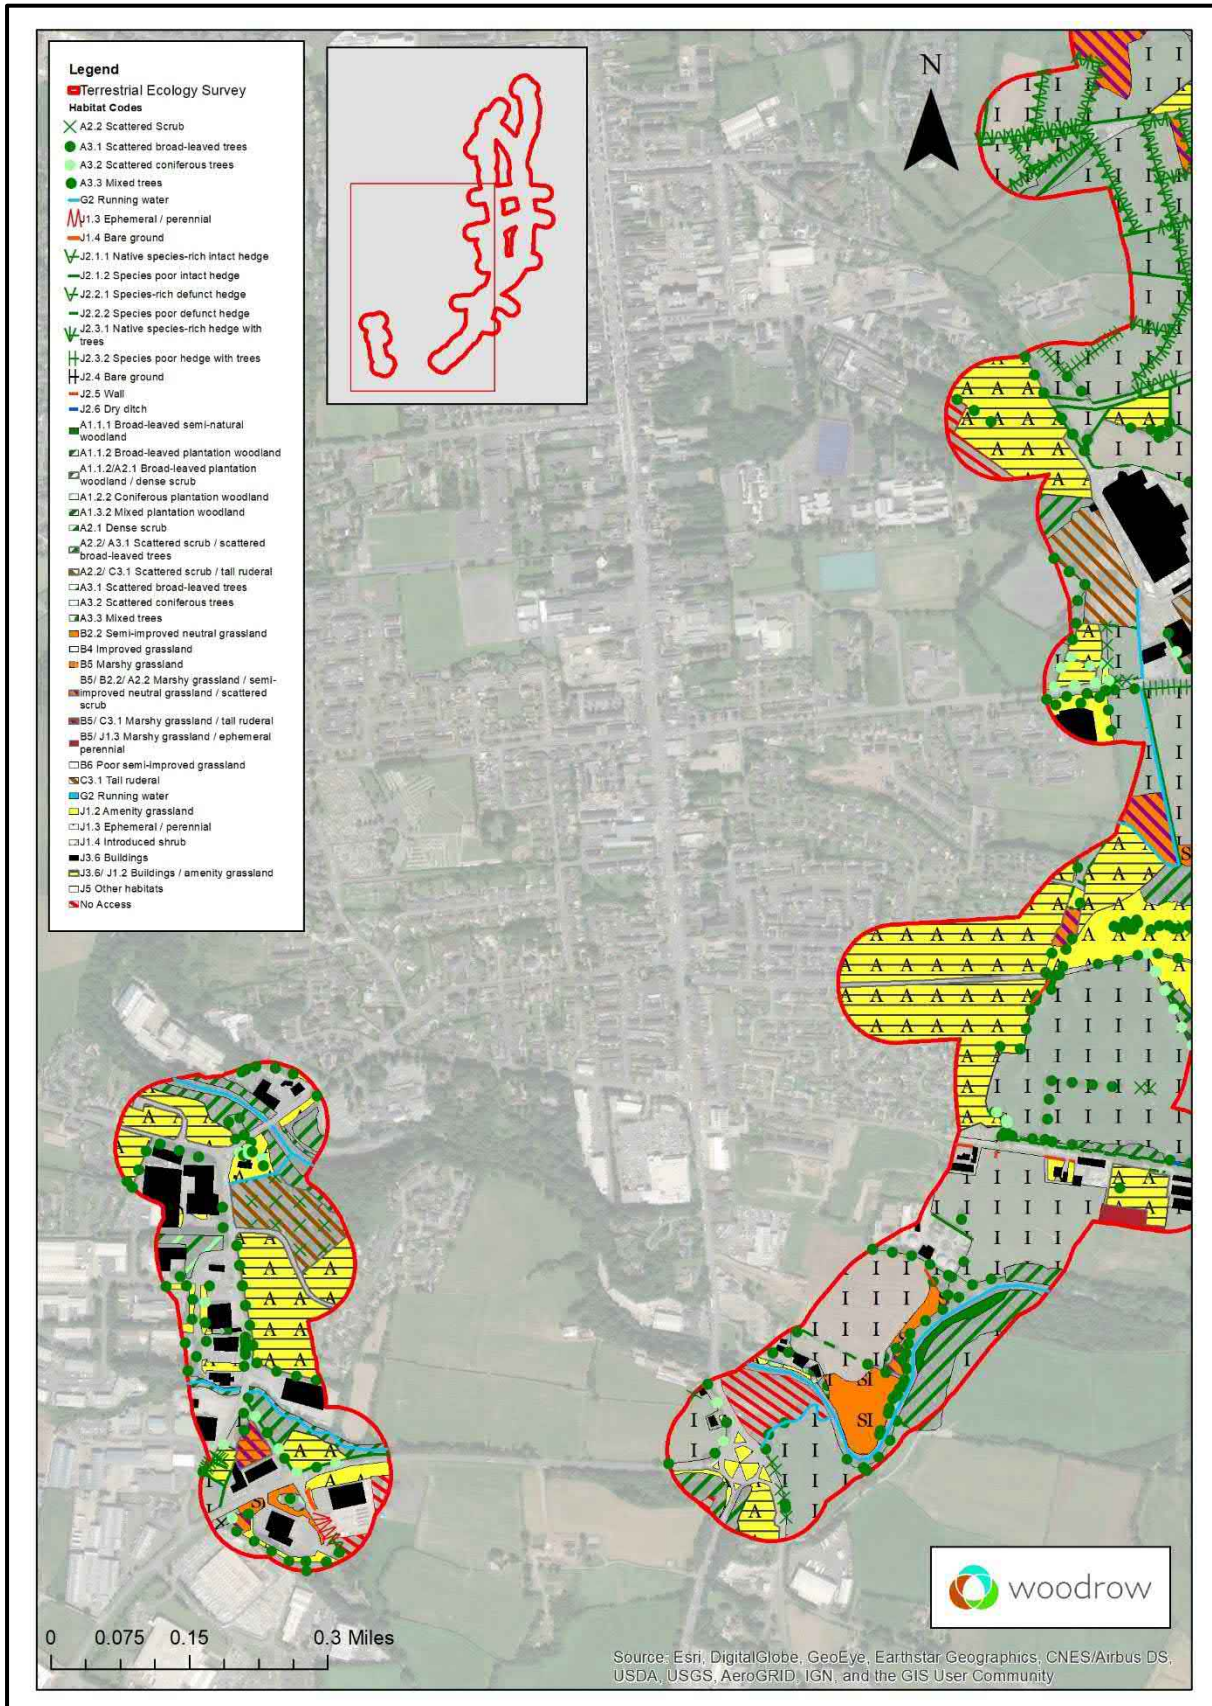 Legend
Terrestrial Ecology Survey
Habitat Codes
A2.2 Scattered Scrub
A3.1 Scattered broad-leaved trees
A3.2 Scattered coniferous trees
A3.3 Mixed trees
G2 Running water
J1.3 Ephemeral / perennial
J1.4 Bare ground
J2.1.1 Native species-rich intact hedge
J2.1.2 Species poor intact hedge
J2.2.1 Species-rich defunct hedge
J2.2.2 Species poor defunct hedge
J2.3.1 Native species-rich hedge with
trees
J2.3.2 Species poor hedge with trees
J2.4 Bare ground
J2.5 Wall
J2.6 Dry ditch
A1.1.1 Broad-leaved semi-natural
woodland
A1.1.2 Broad-leaved plantation woodland
A1.1.2/A2.1 Broad-leaved plantation
woodland / dense scrub
A1.2.2 Coniferous plantation woodland
A1.3.2 Mixed plantation woodland
A2.1 Dense scrub
A2.2/ A3.1 Scattered scrub / scattered
broad-leaved trees
A2.2/ C3.1 Scattered scrub / tall ruderal
A3.1 Scattered broad-leaved trees
A3.2 Scattered coniferous trees
A3.3 Mixed trees
B2.2 Semi-improved neutral grassland
B4 Improved grassland
B5 Marshy grassland
B5/ B2.2/ A2.2 Marshy grassland / semi-
improved neutral grassland / scattered
scrub
B5/ C3.1 Marshy grassland / tall ruderal
B5/ J1.3 Marshy grassland / ephemeral
perennial
B6 Poor semi-improved grassland
C3.1 Tall ruderal
G2 Running water
J1.2 Amenity grassland
J1.3 Ephemeral / perennial
J1.4 Introduced shrub
J3.6 Buildings
J3.6/ J1.2 Buildings / amenity grassland
J5 Other habitats
No Access
N
woodrow
0 0.075 0.15 0.3 Miles
Source: Esri, DigitalGlobe, GeoEye, Earthstar Geographics, CNES/Airbus DS,
USDA, USGS, AeroGRID, IGN, and the GIS User Community